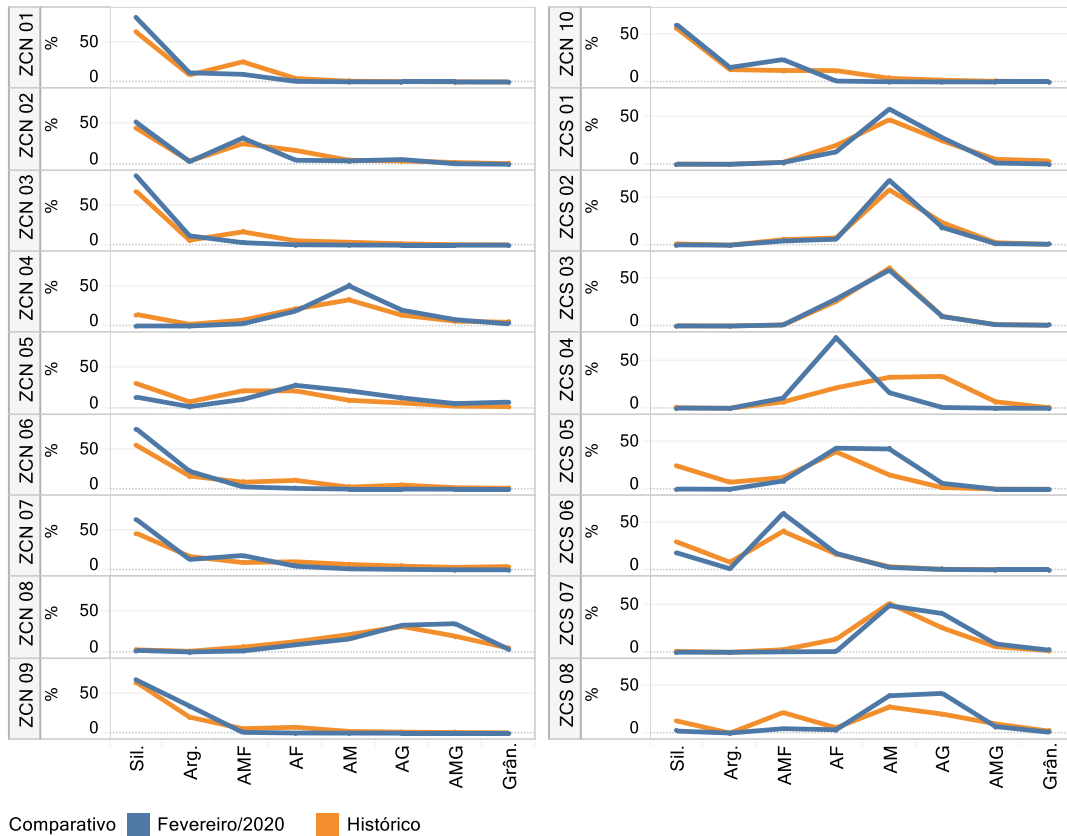 ZCN 01
%
50
0
ZCN 02
%
50
0
ZCN 03
%
50
0
ZCN 04
%
50
0
ZCN 05
%
50
0
ZCN 06
%
50
0
ZCN 07
%
50
0
ZCN 08
%
50
0
ZCN 09
%
50
0
Sil.
Arg.
AMF
AF
AM
AG
AMG
Grân.
ZCN 10
%
50
0
ZCS 01
%
50
0
ZCS 02
%
50
0
ZCS 03
%
50
0
ZCS 04
%
50
0
ZCS 05
%
50
0
ZCS 06
%
50
0
ZCS 07
%
50
0
ZCS 08
%
50
0
Sil.
Arg.
AMF
AF
AM
AG
AMG
Grân.
Comparativo Fevereiro/2020 Histórico